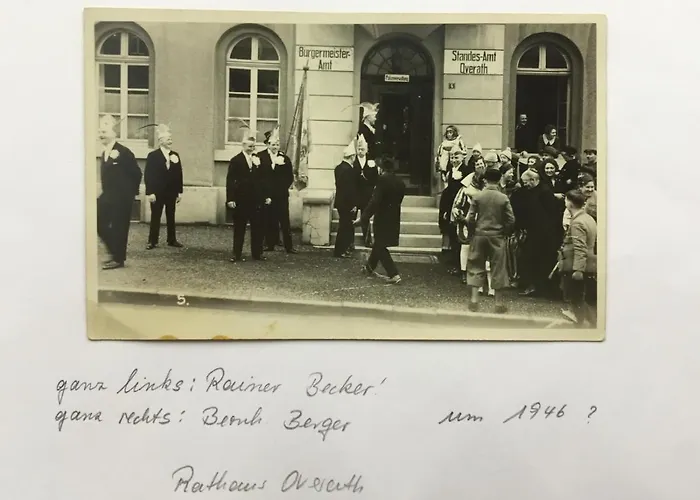 Bürgermeister-
Amt
Standes-Amt
Overath
5.
ganz links: Rainer Becker!
ganz rechts: Bernh. Berger
um 1946 ?
Rathaus Overath